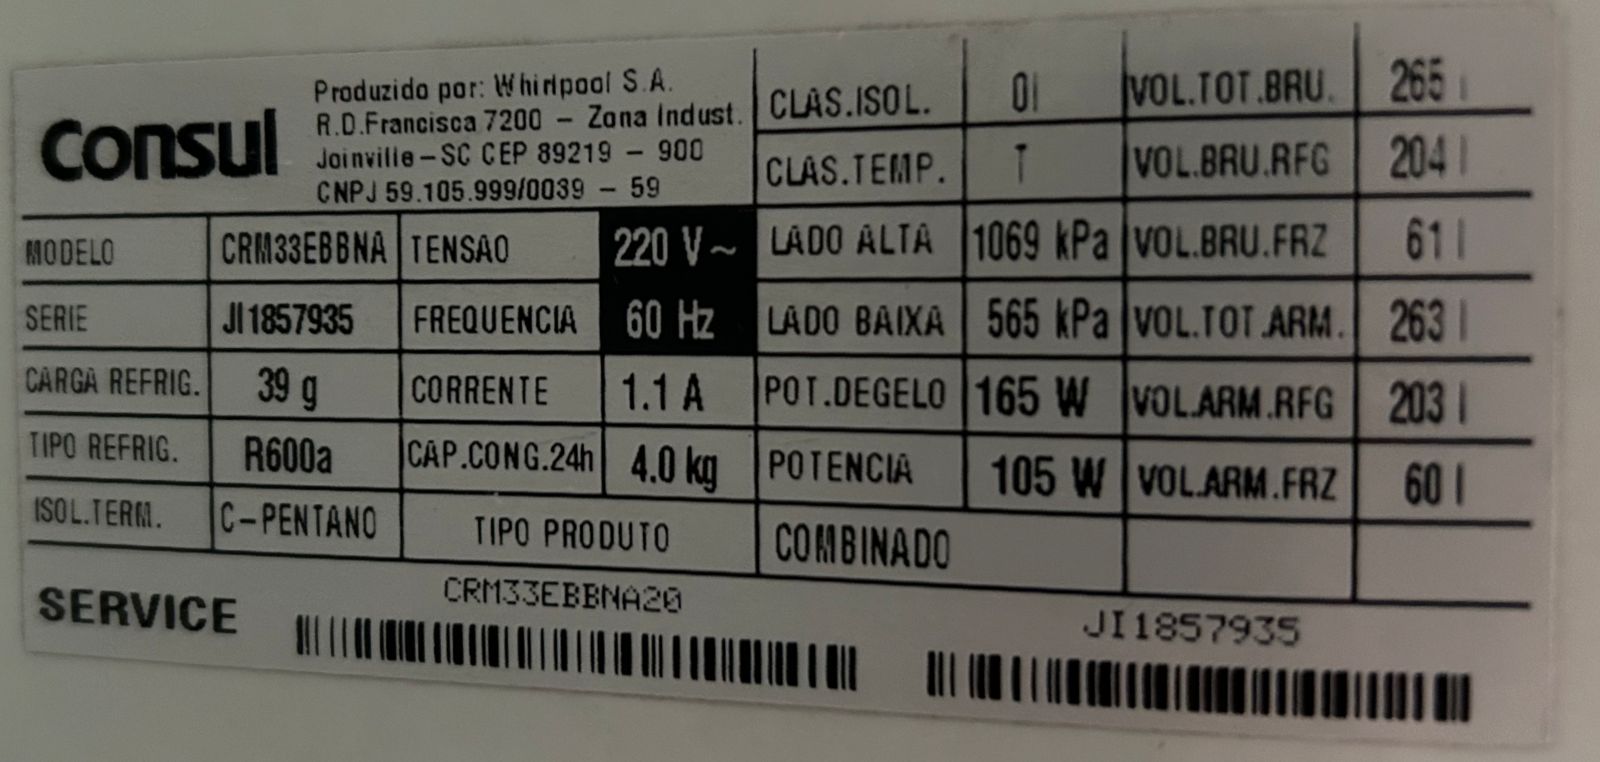 Consul
Produzido por: Whirlpool S.A.
R.D.Francisca 7200 – Zona Indust.
Joinville–SC CEP 89219 – 900
CNPJ 59.105.999/0039 – 59
CLAS.ISOL. 01 VOL.TOT.BRU. 265 l
CLAS.TEMP. T VOL.BRU.RFG 204 l
MODELO CRM33EBBNA TENSAO 220 V~ LADO ALTA 1069 kPa VOL.BRU.FRZ 61 l
SERIE JI1857935 FREQUENCIA 60 Hz LADO BAIXA 565 kPa VOL.TOT.ARM. 263 l
CARGA REFRIG. 39 g CORRENTE 1.1 A POT.DEGELO 165 W VOL.ARM.RFG 203 l
TIPO REFRIG. R600a CAP.CONG.24h 4.0 kg POTENCIA 105 W VOL.ARM.FRZ 60 l
ISOL.TERM. C–PENTANO TIPO PRODUTO COMBINADO
SERVICE CRM33EBBNA20 JI1857935